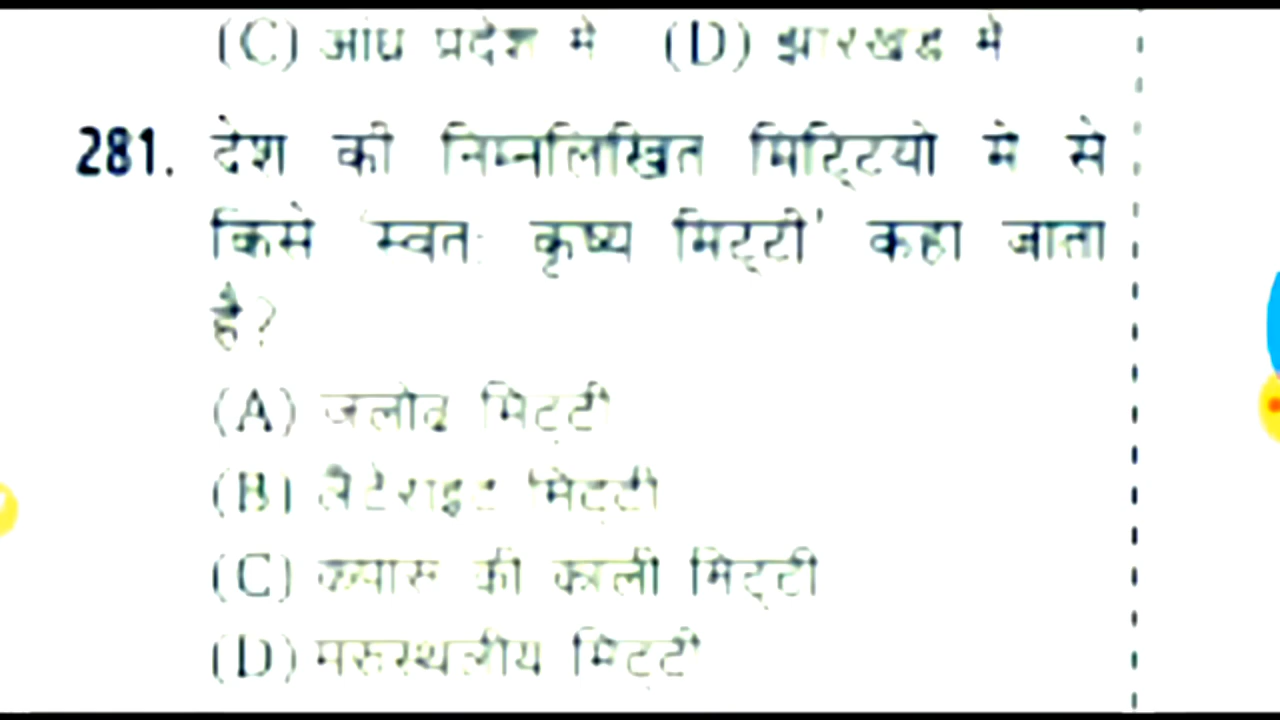 (C) आंध्र प्रदेश में (D) झारखंड में
281. देश की निम्नलिखित मिट्टियों में से
किसे 'स्वतः कृष्य मिट्टी' कहा जाता
है?
(A) जलोढ़ मिट्टी
(B) लैटेराइट मिट्टी
(C) कपास की काली मिट्टी
(D) मरुस्थलीय मिट्टी